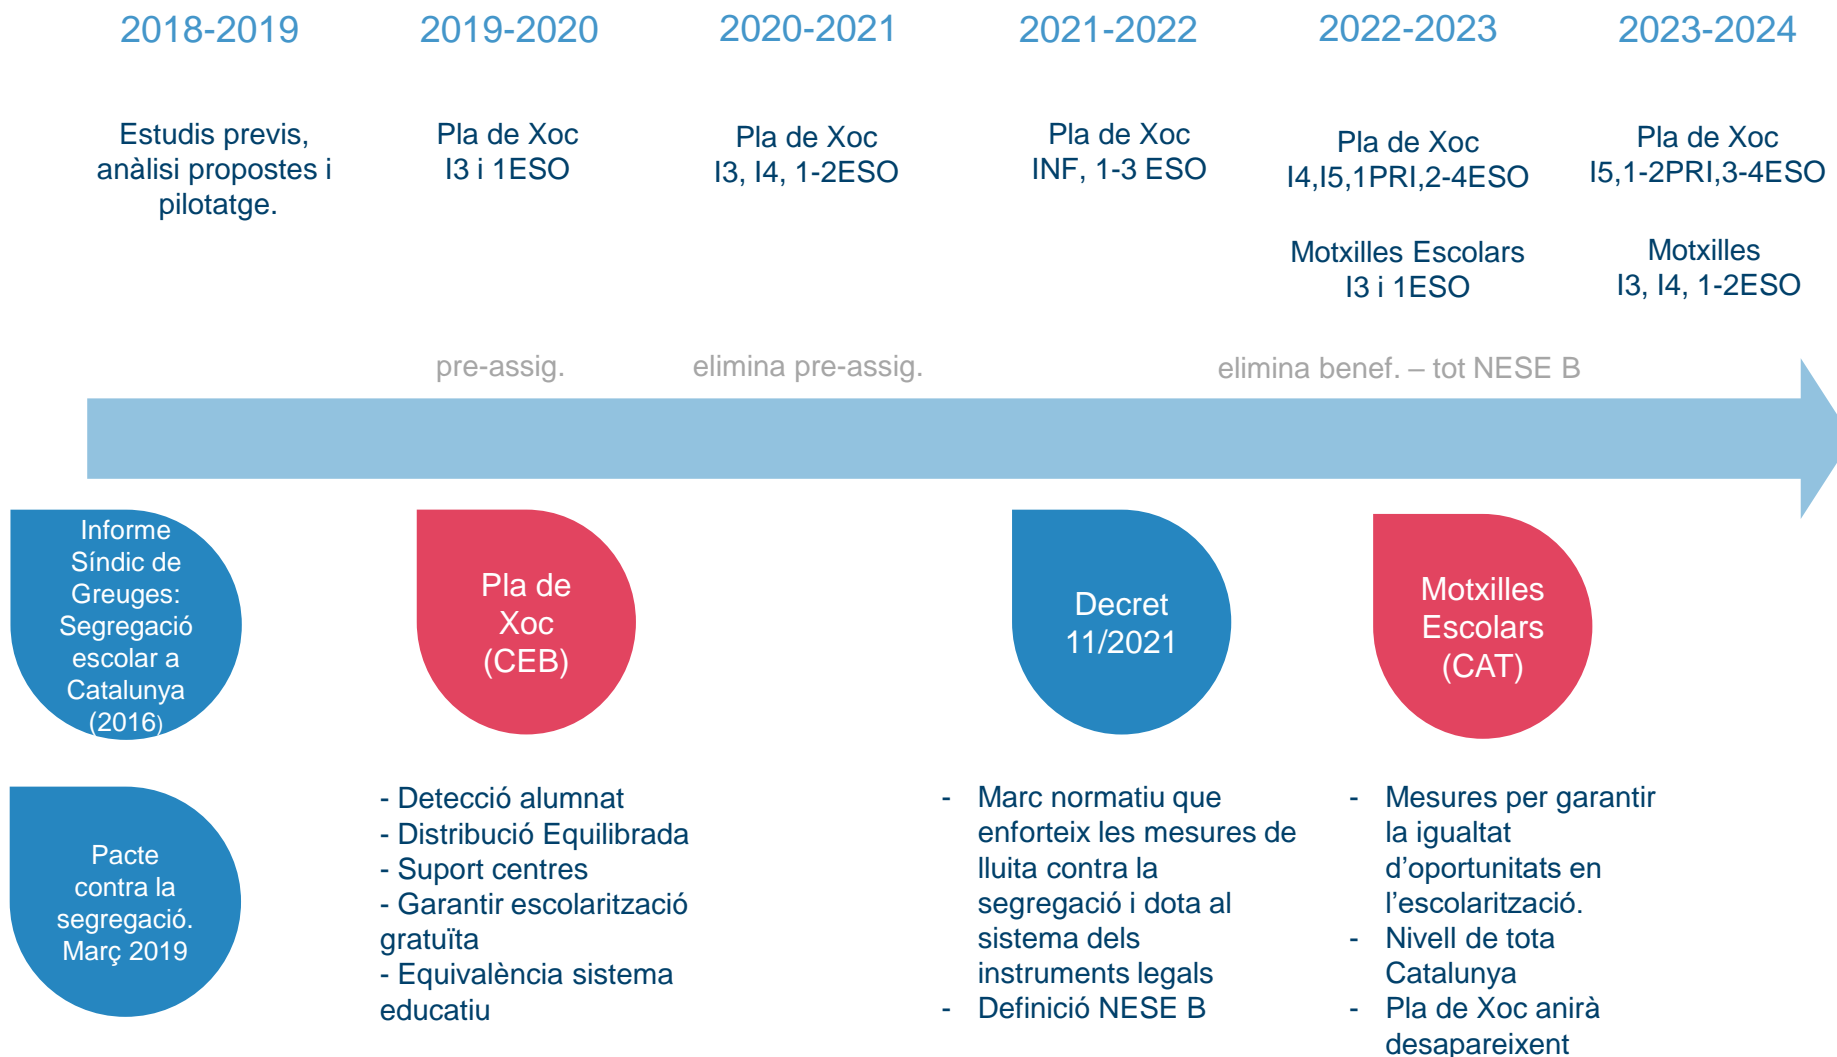 2018-2019
2019-2020
2020-2021
2021-2022
2022-2023
2023-2024
Estudis previs,
anàlisi propostes i
pilotatge.
Pla de Xoc
I3 i 1ESO
Pla de Xoc
I3, I4, 1-2ESO
Pla de Xoc
INF, 1-3 ESO
Pla de Xoc
I4,I5,1PRI,2-4ESO
Motxilles Escolars
I3 i 1ESO
Pla de Xoc
I5,1-2PRI,3-4ESO
Motxilles
I3, I4, 1-2ESO
pre-assig.
elimina pre-assig.
elimina benef. – tot NESE B
Informe
Síndic de
Greuges:
Segregació
escolar a
Catalunya
(2016)
Pla de
Xoc
(CEB)
Decret
11/2021
Motxilles
Escolars
(CAT)
Pacte
contra la
segregació.
Març 2019
- Detecció alumnat
- Distribució Equilibrada
- Suport centres
- Garantir escolarització
gratuïta
- Equivalència sistema
educatiu
- Marc normatiu que
enforteix les mesures de
lluita contra la
segregació i dota al
sistema dels
instruments legals
- Definició NESE B
- Mesures per garantir
la igualtat
d’oportunitats en
l’escolarització.
- Nivell de tota
Catalunya
- Pla de Xoc anirà
desapareixent